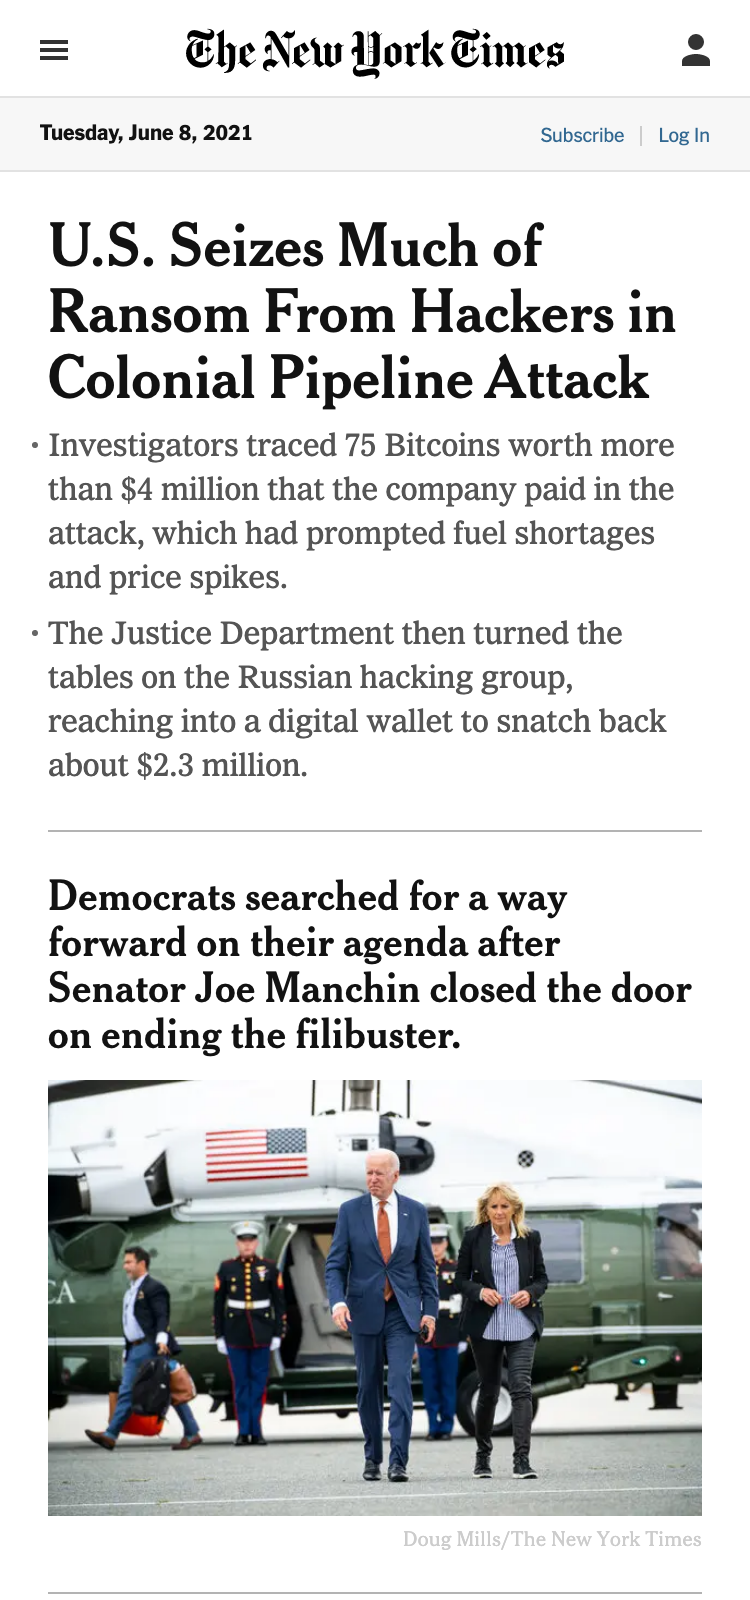 The New York Times
Tuesday, June 8, 2021
Subscribe | Log In
U.S. Seizes Much of
Ransom From Hackers in
Colonial Pipeline Attack
• Investigators traced 75 Bitcoins worth more
than $4 million that the company paid in the
attack, which had prompted fuel shortages
and price spikes.
• The Justice Department then turned the
tables on the Russian hacking group,
reaching into a digital wallet to snatch back
about $2.3 million.
Democrats searched for a way
forward on their agenda after
Senator Joe Manchin closed the door
on ending the filibuster.
CA
Doug Mills/The New York Times